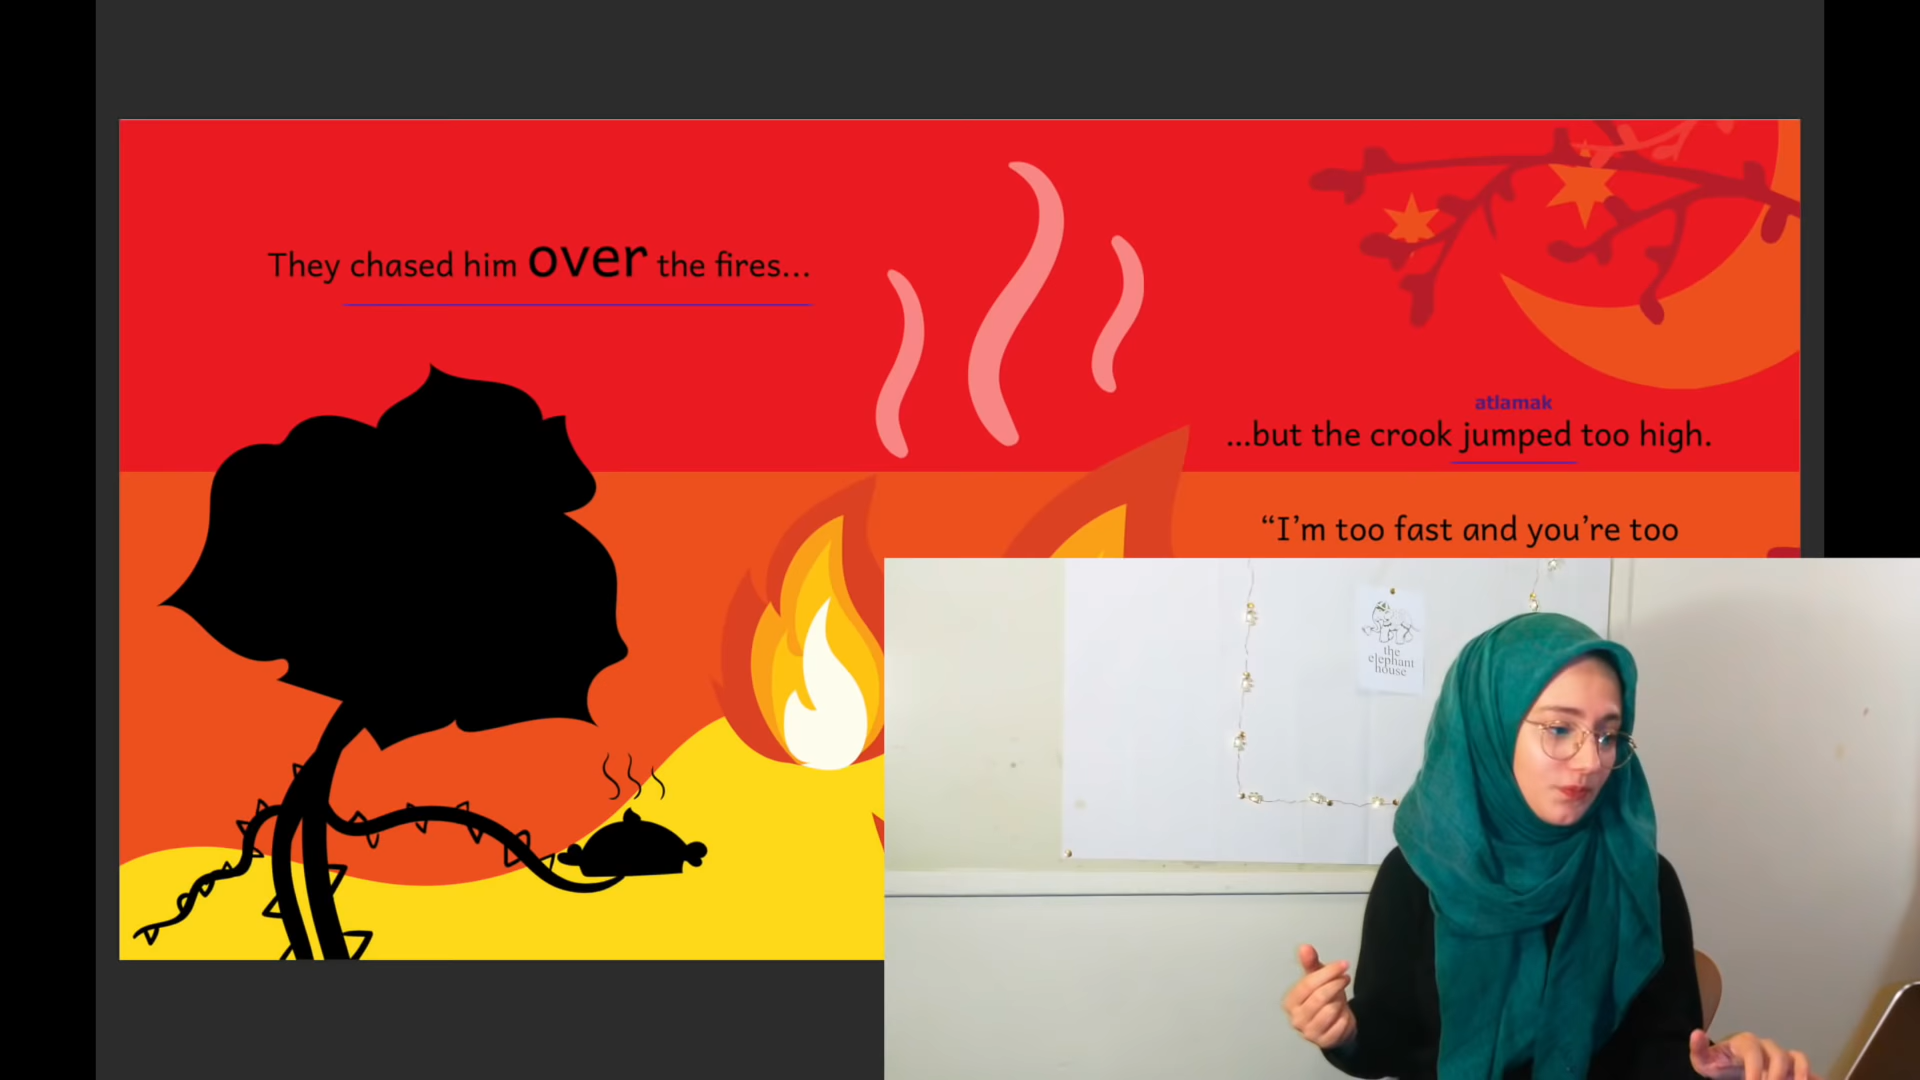 They chased him over the fires...
atlamak
...but the crook jumped too high.
“I’m too fast and you’re too
the
elephant
house